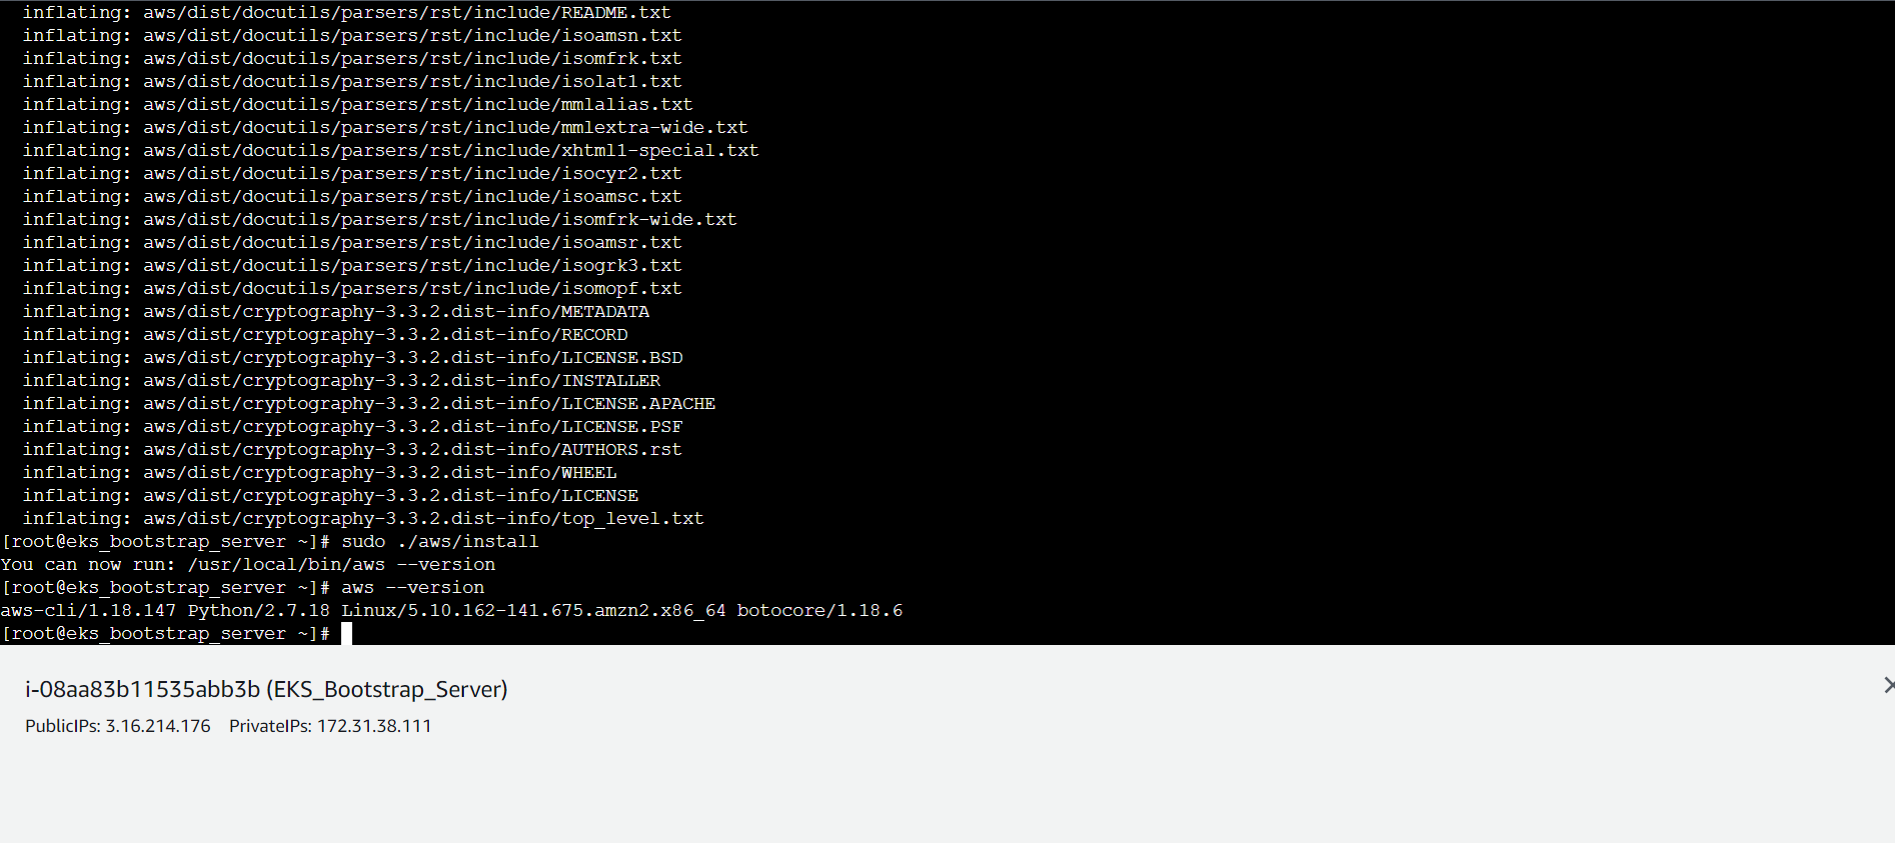 inflating: aws/dist/docutils/parsers/rst/include/README.txt
inflating: aws/dist/docutils/parsers/rst/include/isoamsn.txt
inflating: aws/dist/docutils/parsers/rst/include/isomfrk.txt
inflating: aws/dist/docutils/parsers/rst/include/isolat1.txt
inflating: aws/dist/docutils/parsers/rst/include/mmlalias.txt
inflating: aws/dist/docutils/parsers/rst/include/mmlextra-wide.txt
inflating: aws/dist/docutils/parsers/rst/include/xhtml1-special.txt
inflating: aws/dist/docutils/parsers/rst/include/isocyr2.txt
inflating: aws/dist/docutils/parsers/rst/include/isoamsc.txt
inflating: aws/dist/docutils/parsers/rst/include/isomfrk-wide.txt
inflating: aws/dist/docutils/parsers/rst/include/isoamsr.txt
inflating: aws/dist/docutils/parsers/rst/include/isogrk3.txt
inflating: aws/dist/docutils/parsers/rst/include/isomopf.txt
inflating: aws/dist/cryptography-3.3.2.dist-info/METADATA
inflating: aws/dist/cryptography-3.3.2.dist-info/RECORD
inflating: aws/dist/cryptography-3.3.2.dist-info/LICENSE.BSD
inflating: aws/dist/cryptography-3.3.2.dist-info/INSTALLER
inflating: aws/dist/cryptography-3.3.2.dist-info/LICENSE.APACHE
inflating: aws/dist/cryptography-3.3.2.dist-info/LICENSE.PSF
inflating: aws/dist/cryptography-3.3.2.dist-info/AUTHORS.rst
inflating: aws/dist/cryptography-3.3.2.dist-info/WHEEL
inflating: aws/dist/cryptography-3.3.2.dist-info/LICENSE
inflating: aws/dist/cryptography-3.3.2.dist-info/top_level.txt
[root@eks_bootstrap_server ~]# sudo ./aws/install
You can now run: /usr/local/bin/aws --version
[root@eks_bootstrap_server ~]# aws --version
aws-cli/1.18.147 Python/2.7.18 Linux/5.10.162-141.675.amzn2.x86_64 botocore/1.18.6
[root@eks_bootstrap_server ~]#
i-08aa83b11535abb3b (EKS_Bootstrap_Server)
PublicIPs: 3.16.214.176 PrivateIPs: 172.31.38.111